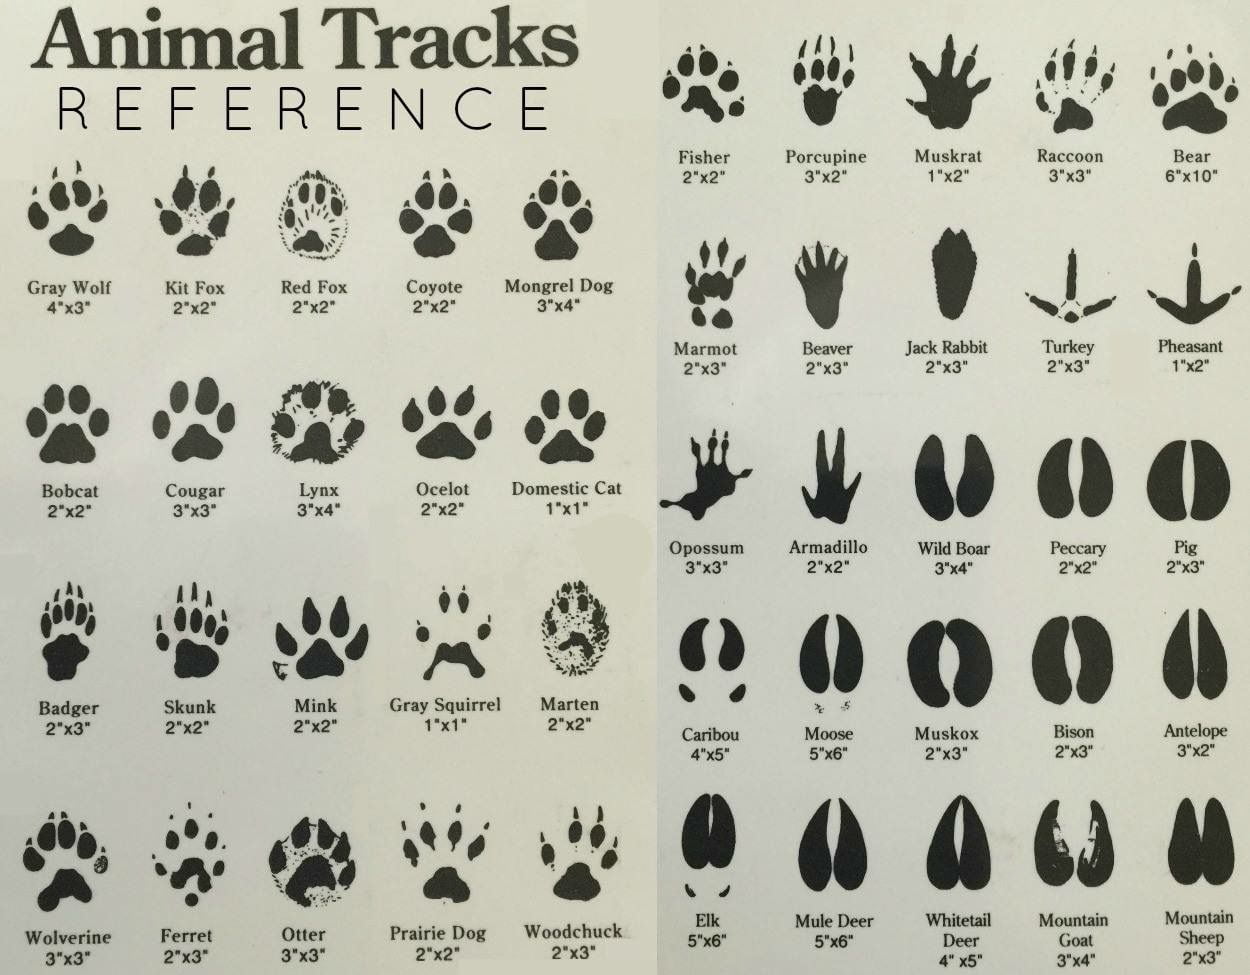 Animal Tracks
REFERENCE
Gray Wolf
4"x3"
Kit Fox
2"x2"
Red Fox
2"x2"
Coyote
2"x2"
Mongrel Dog
3"x4"
Bobcat
2"x2"
Cougar
3"x3"
Lynx
3"x4"
Ocelot
2"x2"
Domestic Cat
1"x1"
Badger
2"x3"
Skunk
2"x2"
Mink
2"x2"
Gray Squirrel
1"x1"
Marten
2"x2"
Wolverine
3"x3"
Ferret
2"x3"
Otter
3"x3"
Prairie Dog
2"x2"
Woodchuck
2"x3"
Fisher
2"x2"
Porcupine
3"x2"
Muskrat
1"x2"
Raccoon
3"x3"
Bear
6"x10"
Marmot
2"x3"
Beaver
2"x3"
Jack Rabbit
2"x3"
Turkey
2"x3"
Pheasant
1"x2"
Opossum
3"x3"
Armadillo
2"x2"
Wild Boar
3"x4"
Peccary
2"x2"
Pig
2"x3"
Caribou
4"x5"
Moose
5"x6"
Muskox
2"x3"
Bison
2"x3"
Antelope
3"x2"
Elk
5"x6"
Mule Deer
5"x6"
Whitetail
Deer
4" x5"
Mountain
Goat
3"x4"
Mountain
Sheep
2"x3"